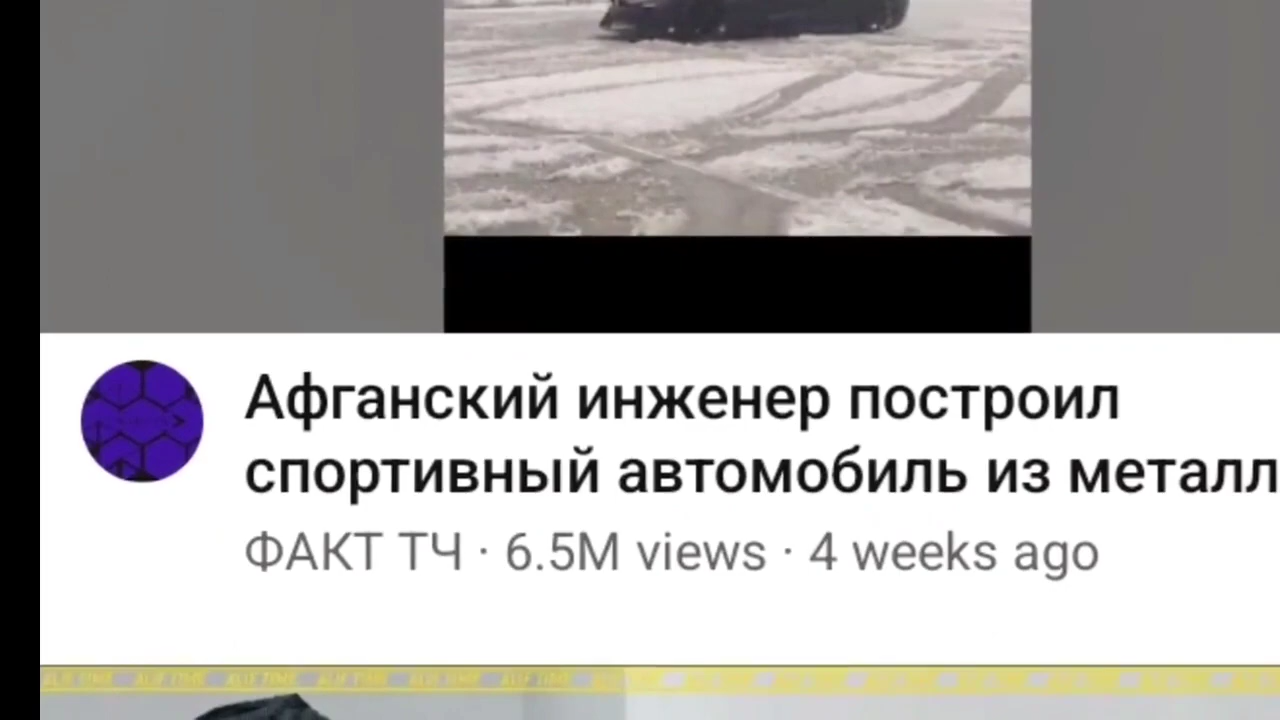 Афганский инженер построил
спортивный автомобиль из металл
ФАКТ ТЧ · 6.5M views · 4 weeks ago